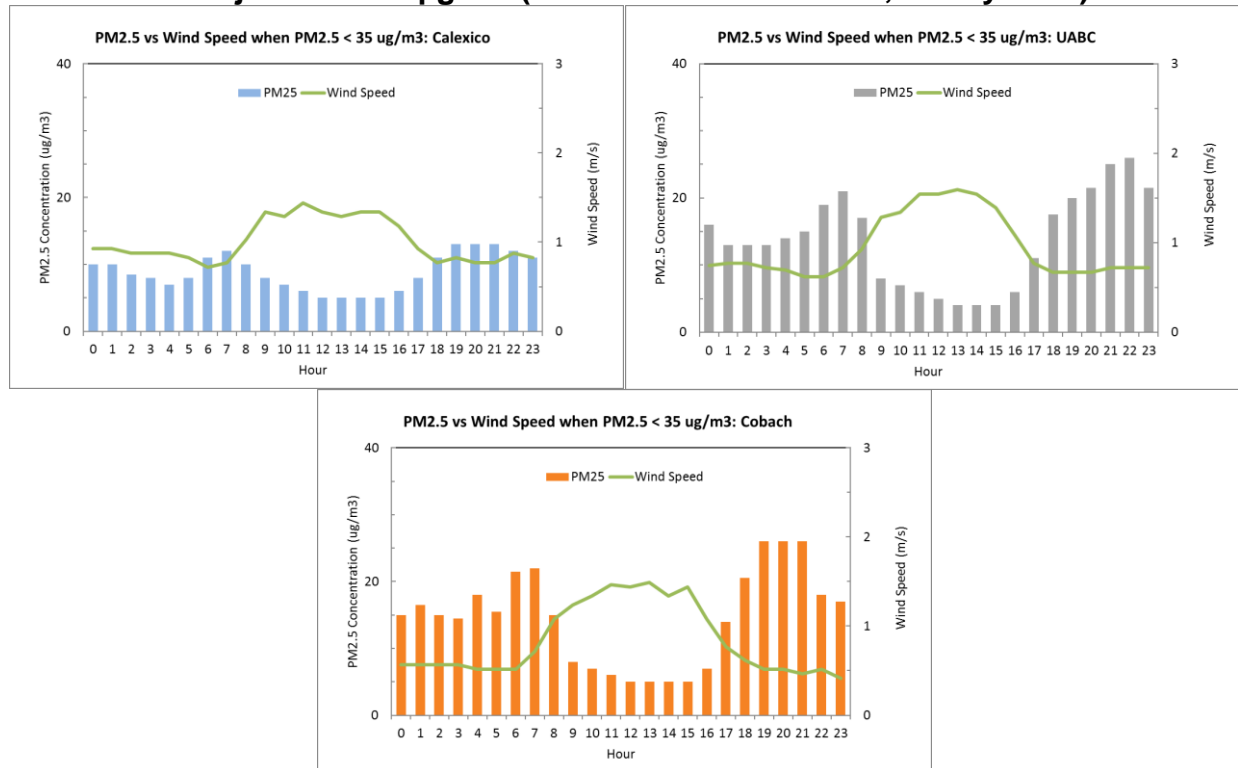 PM2.5 vs Wind Speed when PM2.5 < 35 ug/m3: Calexico
PM25 Wind Speed
40
20
0
PM2.5 Concentration (ug/m3)
3
2
1
0
Wind Speed (m/s)
0 1 2 3 4 5 6 7 8 9 10 11 12 13 14 15 16 17 18 19 20 21 22 23
Hour
PM2.5 vs Wind Speed when PM2.5 < 35 ug/m3: UABC
PM25 Wind Speed
40
20
0
PM2.5 Concentration (ug/m3)
3
2
1
0
Wind Speed (m/s)
0 1 2 3 4 5 6 7 8 9 10 11 12 13 14 15 16 17 18 19 20 21 22 23
Hour
PM2.5 vs Wind Speed when PM2.5 < 35 ug/m3: Cobach
PM25 Wind Speed
40
20
0
PM2.5 Concentration (ug/m3)
3
2
1
0
Wind Speed (m/s)
0 1 2 3 4 5 6 7 8 9 10 11 12 13 14 15 16 17 18 19 20 21 22 23
Hour